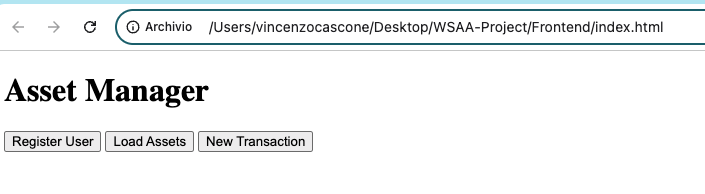 Archivio /Users/vincenzocascone/Desktop/WSAA-Project/Frontend/index.html
Asset Manager
Register User Load Assets New Transaction